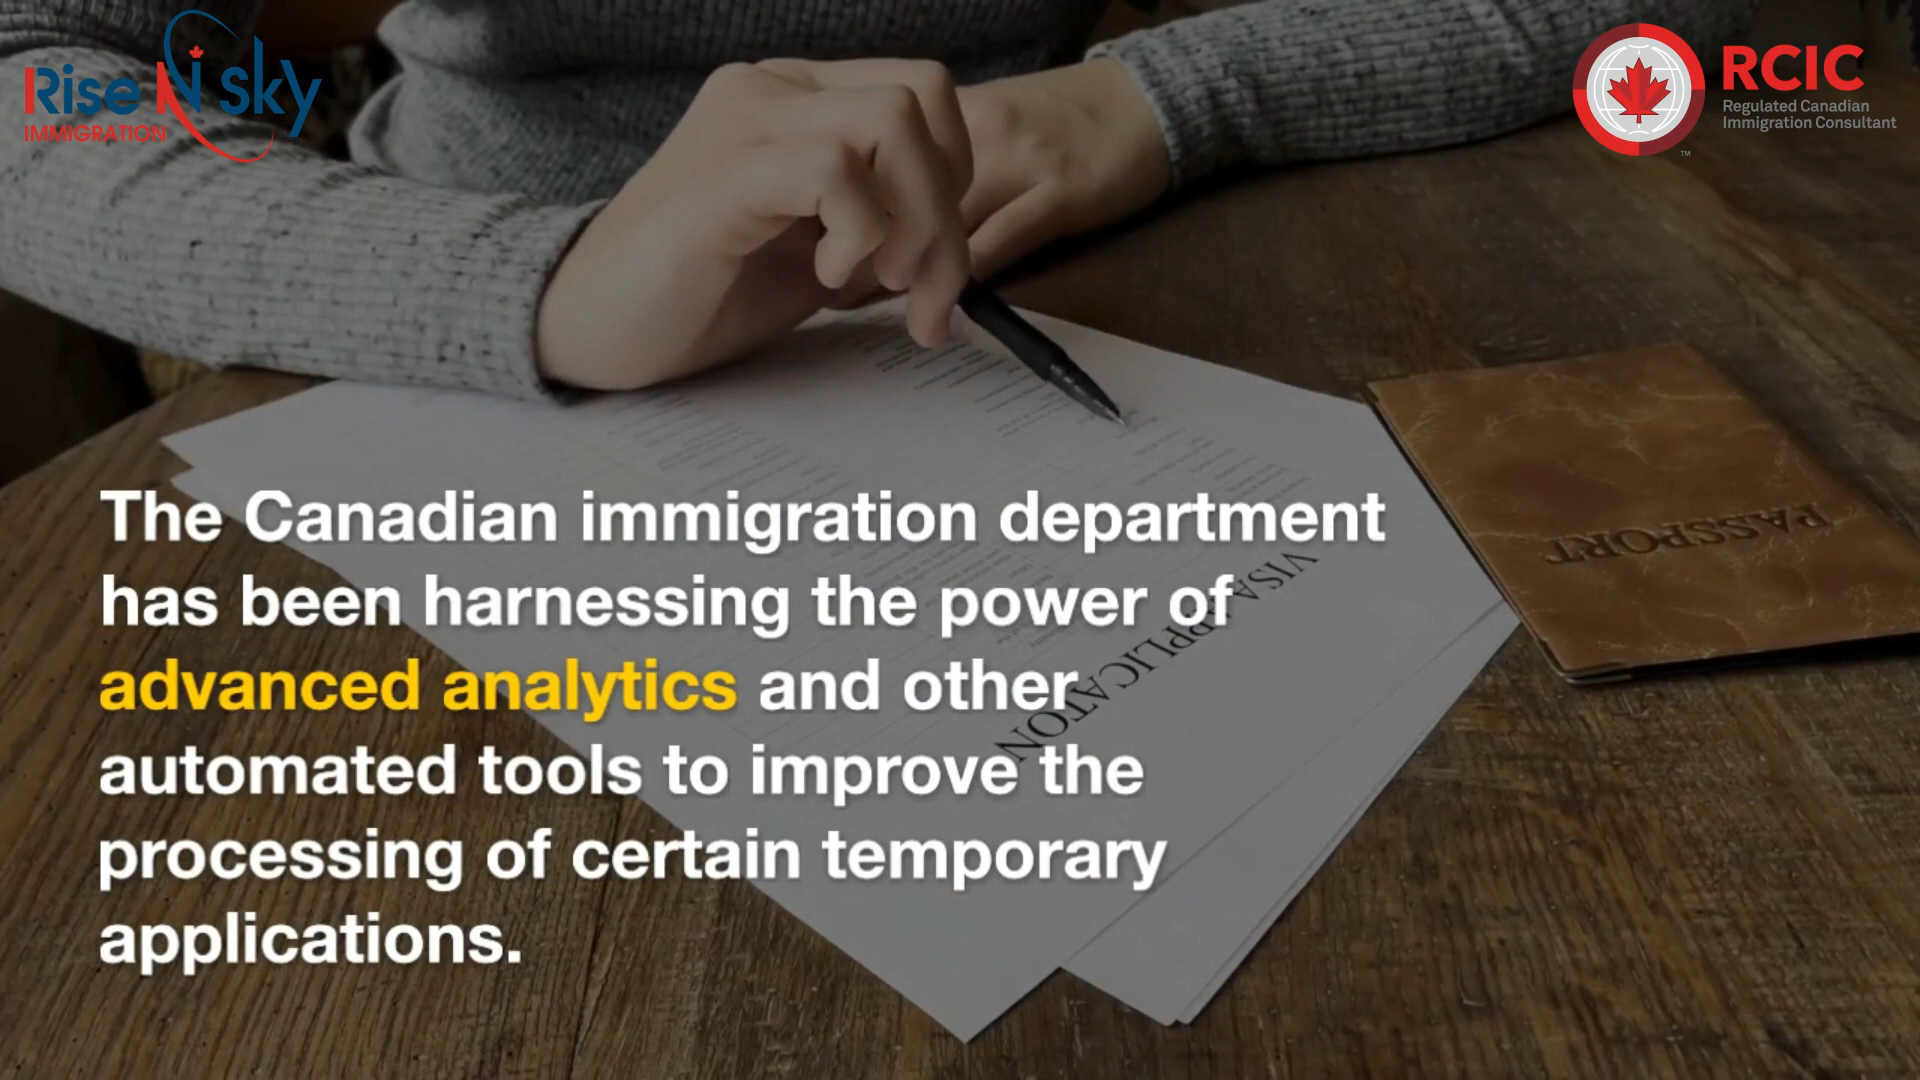 Rise N Sky
IMMIGRATION
RCIC
Regulated Canadian
Immigration Consultant
TM
The Canadian immigration department
has been harnessing the power of
advanced analytics and other
automated tools to improve the
processing of certain temporary
applications.
VISA APPLICATION
PASSPORT